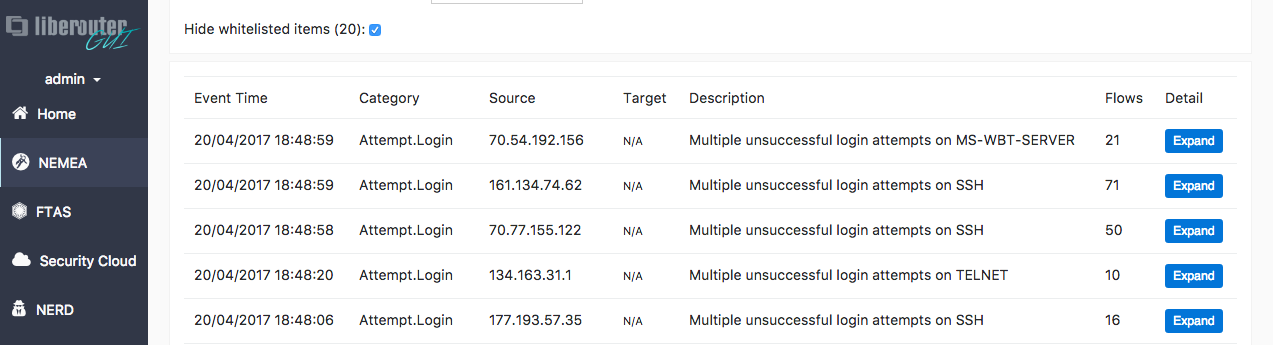 liberouter
GUI
admin
Home
NEMEA
FTAS
Security Cloud
NERD
Hide whitelisted items (20):
Event Time Category Source Target Description Flows Detail
20/04/2017 18:48:59 Attempt.Login 70.54.192.156 N/A Multiple unsuccessful login attempts on MS-WBT-SERVER 21 Expand
20/04/2017 18:48:59 Attempt.Login 161.134.74.62 N/A Multiple unsuccessful login attempts on SSH 71 Expand
20/04/2017 18:48:58 Attempt.Login 70.77.155.122 N/A Multiple unsuccessful login attempts on SSH 50 Expand
20/04/2017 18:48:20 Attempt.Login 134.163.31.1 N/A Multiple unsuccessful login attempts on TELNET 10 Expand
20/04/2017 18:48:06 Attempt.Login 177.193.57.35 N/A Multiple unsuccessful login attempts on SSH 16 Expand